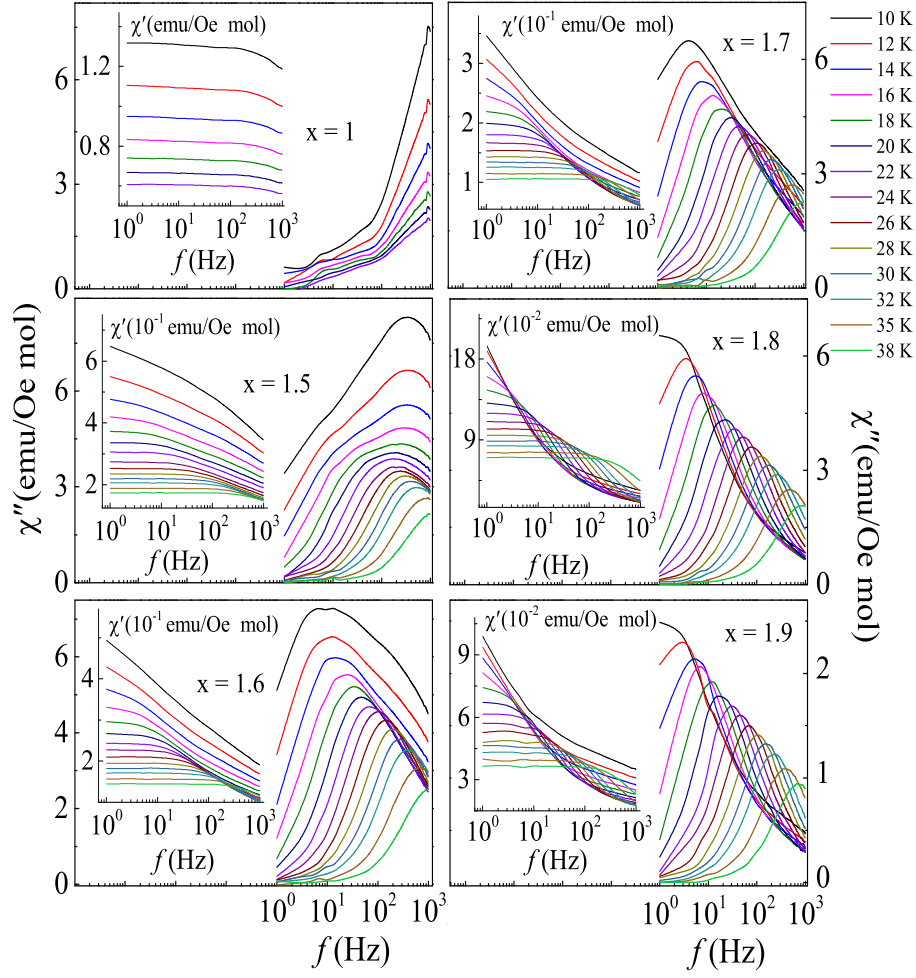 χ′(emu/Oe mol)
1.2
0.8
10⁰ 10¹ 10² 10³
f (Hz)
x = 1
6
3
0
χ′(10⁻¹ emu/Oe mol)
3
2
1
10⁰ 10¹ 10² 10³
f (Hz)
x = 1.7
6
3
0
10 K
12 K
14 K
16 K
18 K
20 K
22 K
24 K
26 K
28 K
30 K
32 K
35 K
38 K
χ″(emu/Oe mol)
χ′(10⁻¹ emu/Oe mol)
6
4
2
10⁰ 10¹ 10² 10³
f (Hz)
x = 1.5
6
3
0
χ′(10⁻² emu/Oe mol)
18
9
10⁰ 10¹ 10² 10³
f (Hz)
x = 1.8
6
3
0
χ″(emu/Oe mol)
χ′(10⁻¹ emu/Oe mol)
4
2
10⁰ 10¹ 10² 10³
f (Hz)
x = 1.6
6
4
2
0
10⁰ 10¹ 10² 10³
f (Hz)
χ′(10⁻² emu/Oe mol)
9
6
3
10⁰ 10¹ 10² 10³
f (Hz)
x = 1.9
2
1
0
10⁰ 10¹ 10² 10³
f (Hz)